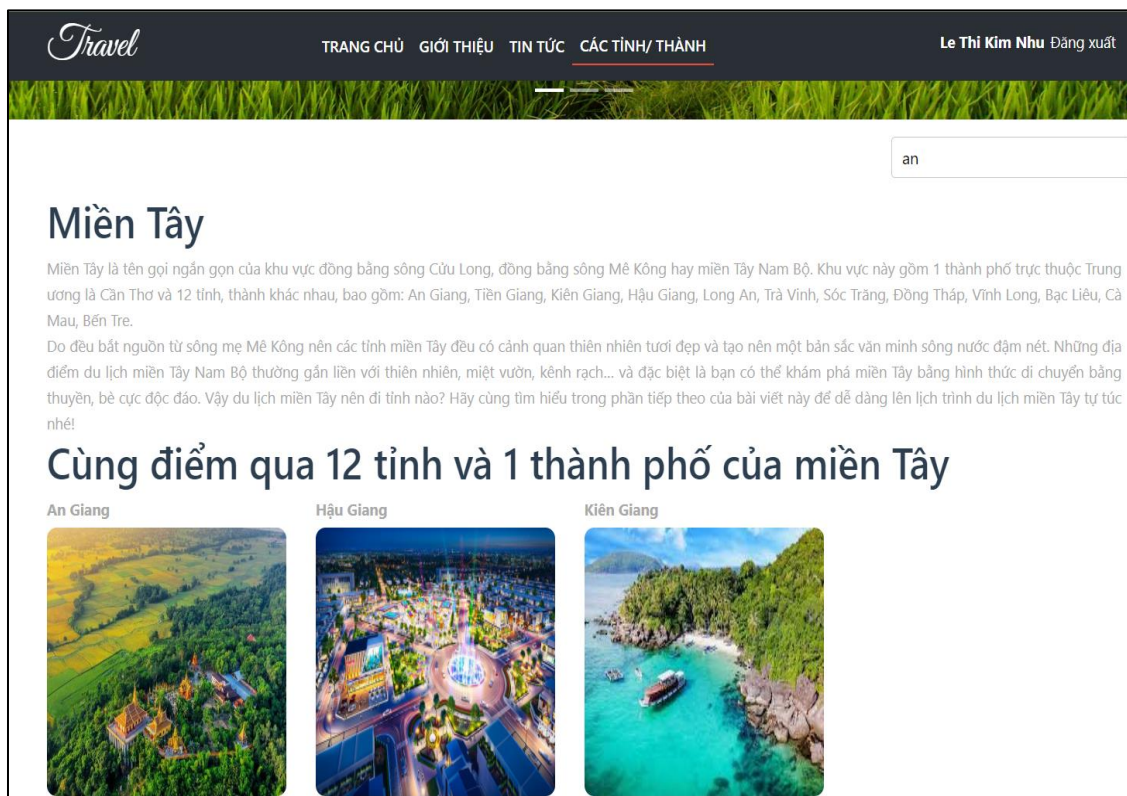 Travel
TRANG CHỦ GIỚI THIỆU TIN TỨC CÁC TỈNH/ THÀNH
Le Thi Kim Nhu Đăng xuất
an
Miền Tây
Miền Tây là tên gọi ngắn gọn của khu vực đồng bằng sông Cửu Long, đồng bằng sông Mê Kông hay miền Tây Nam Bộ. Khu vực này gồm 1 thành phố trực thuộc Trung
ương là Cần Thơ và 12 tỉnh, thành khác nhau, bao gồm: An Giang, Tiền Giang, Kiên Giang, Hậu Giang, Long An, Trà Vinh, Sóc Trăng, Đồng Tháp, Vĩnh Long, Bạc Liêu, Cà
Mau, Bến Tre.
Do đều bắt nguồn từ sông mẹ Mê Kông nên các tỉnh miền Tây đều có cảnh quan thiên nhiên tươi đẹp và tạo nên một bản sắc văn minh sông nước đậm nét. Những địa
điểm du lịch miền Tây Nam Bộ thường gắn liền với thiên nhiên, miệt vườn, kênh rạch... và đặc biệt là bạn có thể khám phá miền Tây bằng hình thức di chuyển bằng
thuyền, bè cực độc đáo. Vậy du lịch miền Tây nên đi tỉnh nào? Hãy cùng tìm hiểu trong phần tiếp theo của bài viết này để dễ dàng lên lịch trình du lịch miền Tây tự túc
nhé!
Cùng điểm qua 12 tỉnh và 1 thành phố của miền Tây
An Giang
Hậu Giang
Kiên Giang